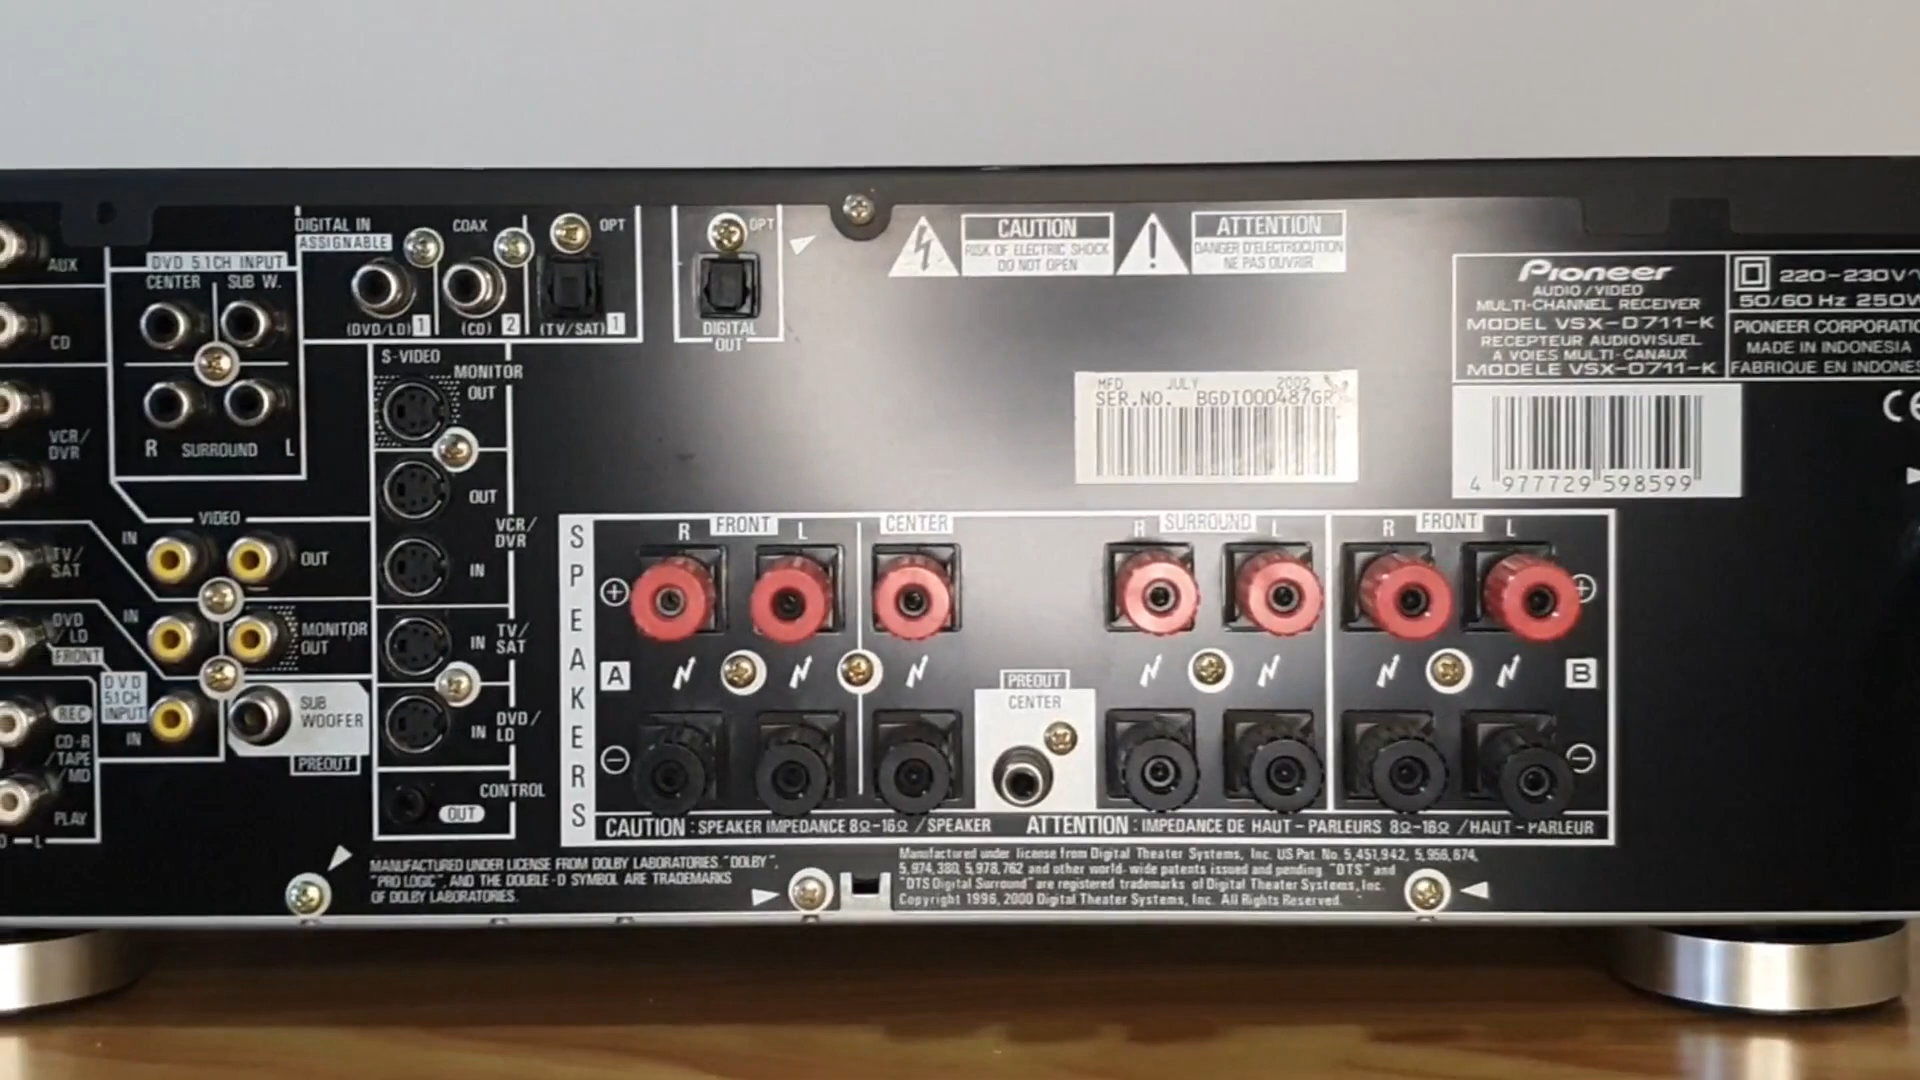 AUX
CD
VCR/
DVR
TV/
SAT
DVD
/ LD
FRONT
REC
CD-R
/TAPE
/MD
PLAY
L
DVD 5.1CH INPUT
CENTER
SUB W.
R
SURROUND
L
DIGITAL IN
ASSIGNABLE
COAX
OPT
(DVD/LD) 1
(CD) 2
(TV/SAT) 1
OPT
DIGITAL
OUT
VIDEO
IN
OUT
IN
MONITOR
OUT
DVD
5.1CH
INPUT
IN
SUB
WOOFER
PREOUT
S-VIDEO
MONITOR
OUT
OUT
VCR/
DVR
IN
IN
TV/
SAT
IN
DVD/
LD
CONTROL
OUT
CAUTION
RISK OF ELECTRIC SHOCK
DO NOT OPEN
ATTENTION
DANGER D'ELECTROCUTION
NE PAS OUVRIR
Pioneer
AUDIO/VIDEO
MULTI-CHANNEL RECEIVER
MODEL VSX-D711-K
RECEPTEUR AUDIOVISUEL
A VOIES MULTI-CANAUX
MODELE VSX-D711-K
220-230V
50/60 Hz 250W
PIONEER
MADE IN INDONESIA
FABRIQUE EN
CE
MFD JULY 2002
SER.NO. BGDI000487GR
4 977729 598599
SPEAKERS
R FRONT L
CENTER
R SURROUND L
R FRONT L
+
+
A
B
PREOUT
CENTER
−
−
CAUTION : SPEAKER IMPEDANCE 8Ω-16Ω / SPEAKER
ATTENTION : IMPEDANCE DE HAUT-PARLEURS 8Ω-16Ω / HAUT-PARLEUR
MANUFACTURED UNDER LICENSE FROM DOLBY LABORATORIES. "DOLBY",
"PRO LOGIC", AND THE DOUBLE-D SYMBOL ARE TRADEMARKS
OF DOLBY LABORATORIES.
Manufactured under license from Digital Theater Systems, Inc. US Pat. No. 5,451,942, 5,956,674,
5,974,380, 5,978,762 and other world-wide patents issued and pending. "DTS" and
"DTS Digital Surround" are registered trademarks of Digital Theater Systems, Inc.
Copyright 1996, 2000 Digital Theater Systems, Inc. All Rights Reserved.